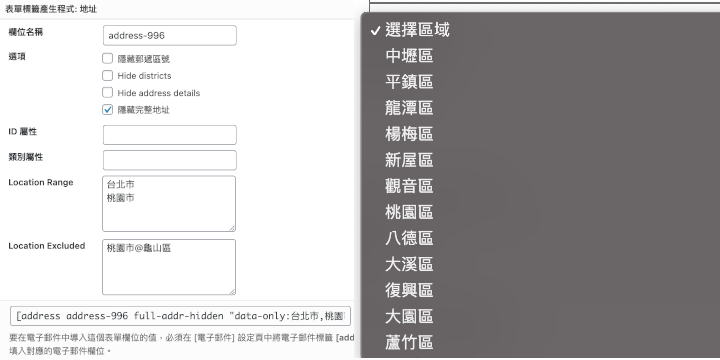 表單標籤產生程式: 地址
欄位名稱
address-996
選項
隱藏郵遞區號
Hide districts
Hide address details
隱藏完整地址
ID 屬性
類別屬性
Location Range
台北市
桃園市
Location Excluded
桃園市@龜山區
[address address-996 full-addr-hidden "data-only:台北市,桃園
要在電子郵件中導入這個表單欄位的值，必須在 [電子郵件] 設定頁中將電子郵件標籤 [add
填入對應的電子郵件欄位。
選擇區域
中壢區
平鎮區
龍潭區
楊梅區
新屋區
觀音區
桃園區
八德區
大溪區
復興區
大園區
蘆竹區